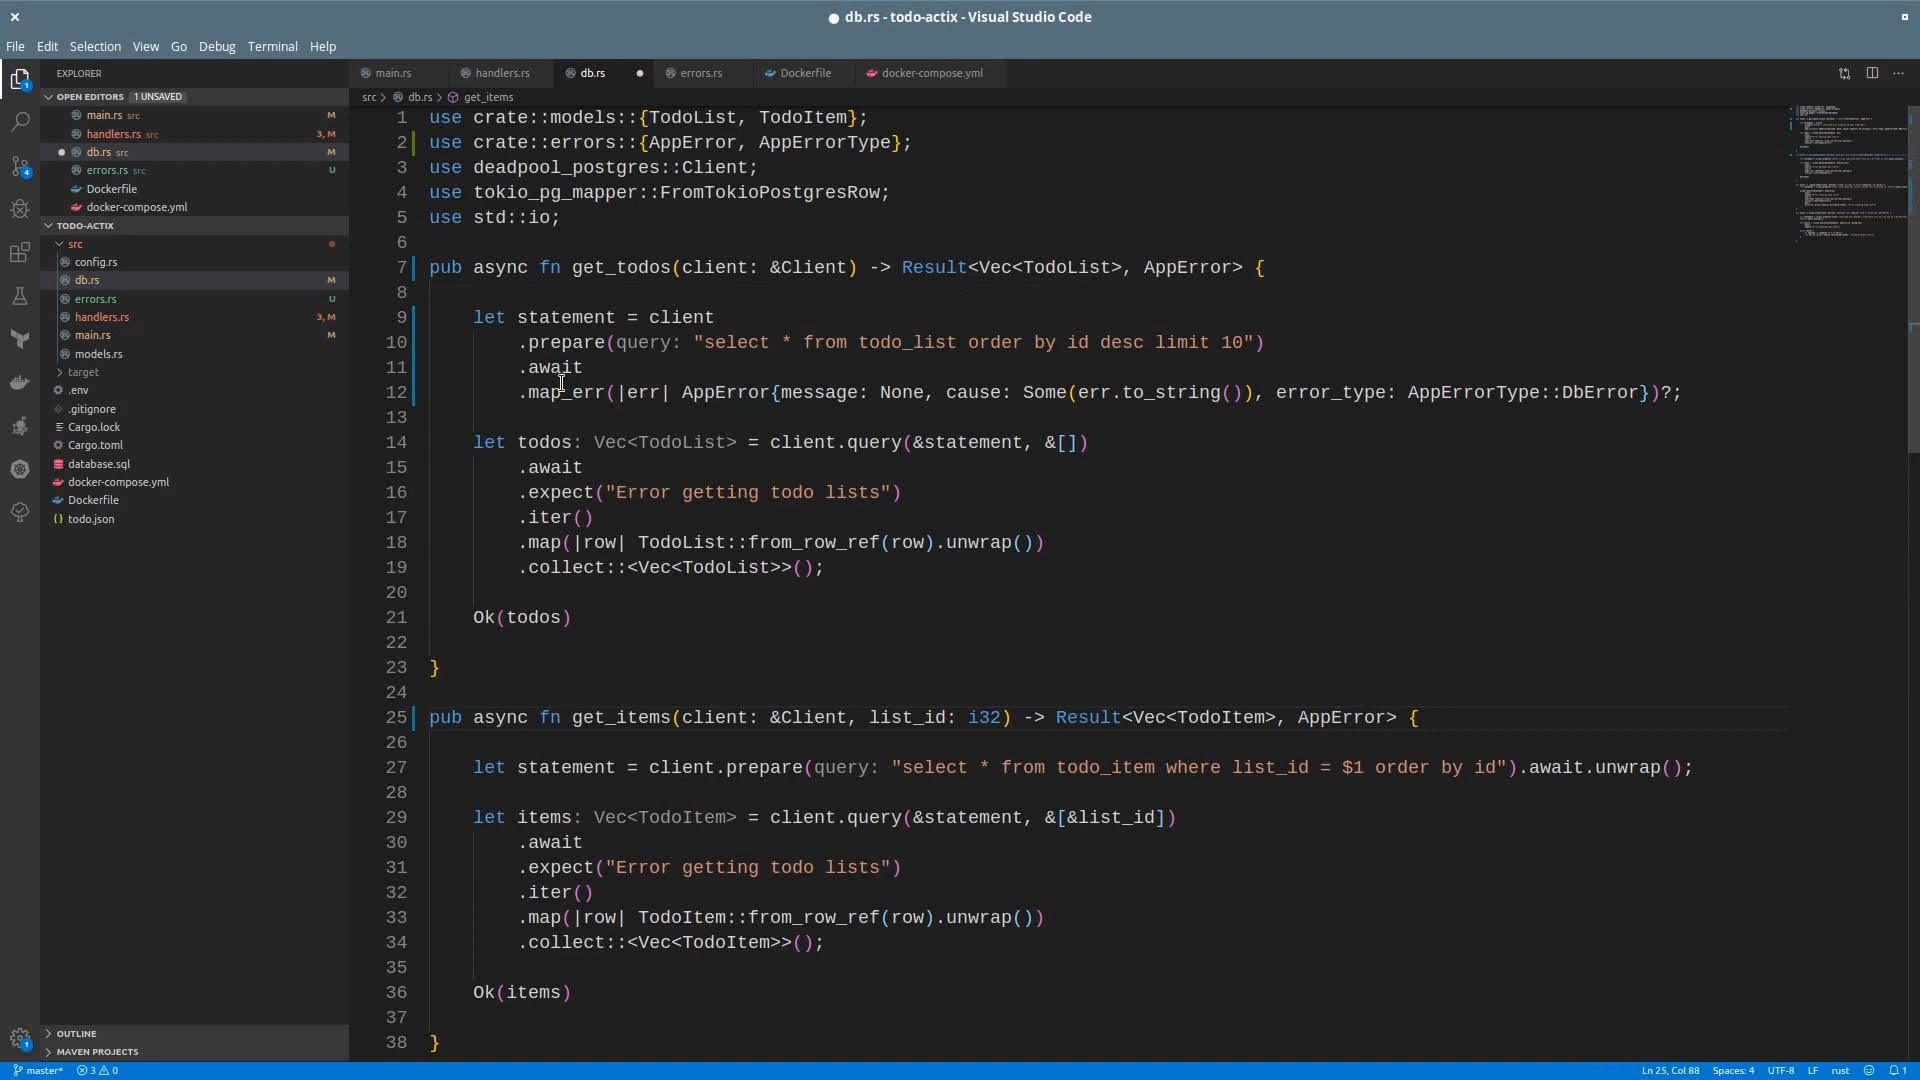 db.rs - todo-actix - Visual Studio Code
File Edit Selection View Go Debug Terminal Help
EXPLORER
OPEN EDITORS 1 UNSAVED
main.rs src M
handlers.rs src 3, M
db.rs src M
errors.rs src U
Dockerfile
docker-compose.yml
TODO-ACTIX
src
config.rs
db.rs M
errors.rs U
handlers.rs 3, M
main.rs M
models.rs
target
.env
.gitignore
Cargo.lock
Cargo.toml
database.sql
docker-compose.yml
Dockerfile
todo.json
OUTLINE
MAVEN PROJECTS
1
4
1
main.rs handlers.rs db.rs errors.rs Dockerfile docker-compose.yml
src > db.rs > get_items
1 use crate::models::{TodoList, TodoItem};
2 use crate::errors::{AppError, AppErrorType};
3 use deadpool_postgres::Client;
4 use tokio_pg_mapper::FromTokioPostgresRow;
5 use std::io;
6
7 pub async fn get_todos(client: &Client) -> Result<Vec<TodoList>, AppError> {
8
9 let statement = client
10 .prepare(query: "select * from todo_list order by id desc limit 10")
11 .await
12 .map_err(|err| AppError{message: None, cause: Some(err.to_string()), error_type: AppErrorType::DbError})?;
13
14 let todos: Vec<TodoList> = client.query(&statement, &[])
15 .await
16 .expect("Error getting todo lists")
17 .iter()
18 .map(|row| TodoList::from_row_ref(row).unwrap())
19 .collect::<Vec<TodoList>>();
20
21 Ok(todos)
22
23 }
24
25 pub async fn get_items(client: &Client, list_id: i32) -> Result<Vec<TodoItem>, AppError> {
26
27 let statement = client.prepare(query: "select * from todo_item where list_id = $1 order by id").await.unwrap();
28
29 let items: Vec<TodoItem> = client.query(&statement, &[&list_id])
30 .await
31 .expect("Error getting todo lists")
32 .iter()
33 .map(|row| TodoItem::from_row_ref(row).unwrap())
34 .collect::<Vec<TodoItem>>();
35
36 Ok(items)
37
38 }
master* 3 0 Ln 25, Col 88 Spaces: 4 UTF-8 LF rust 1